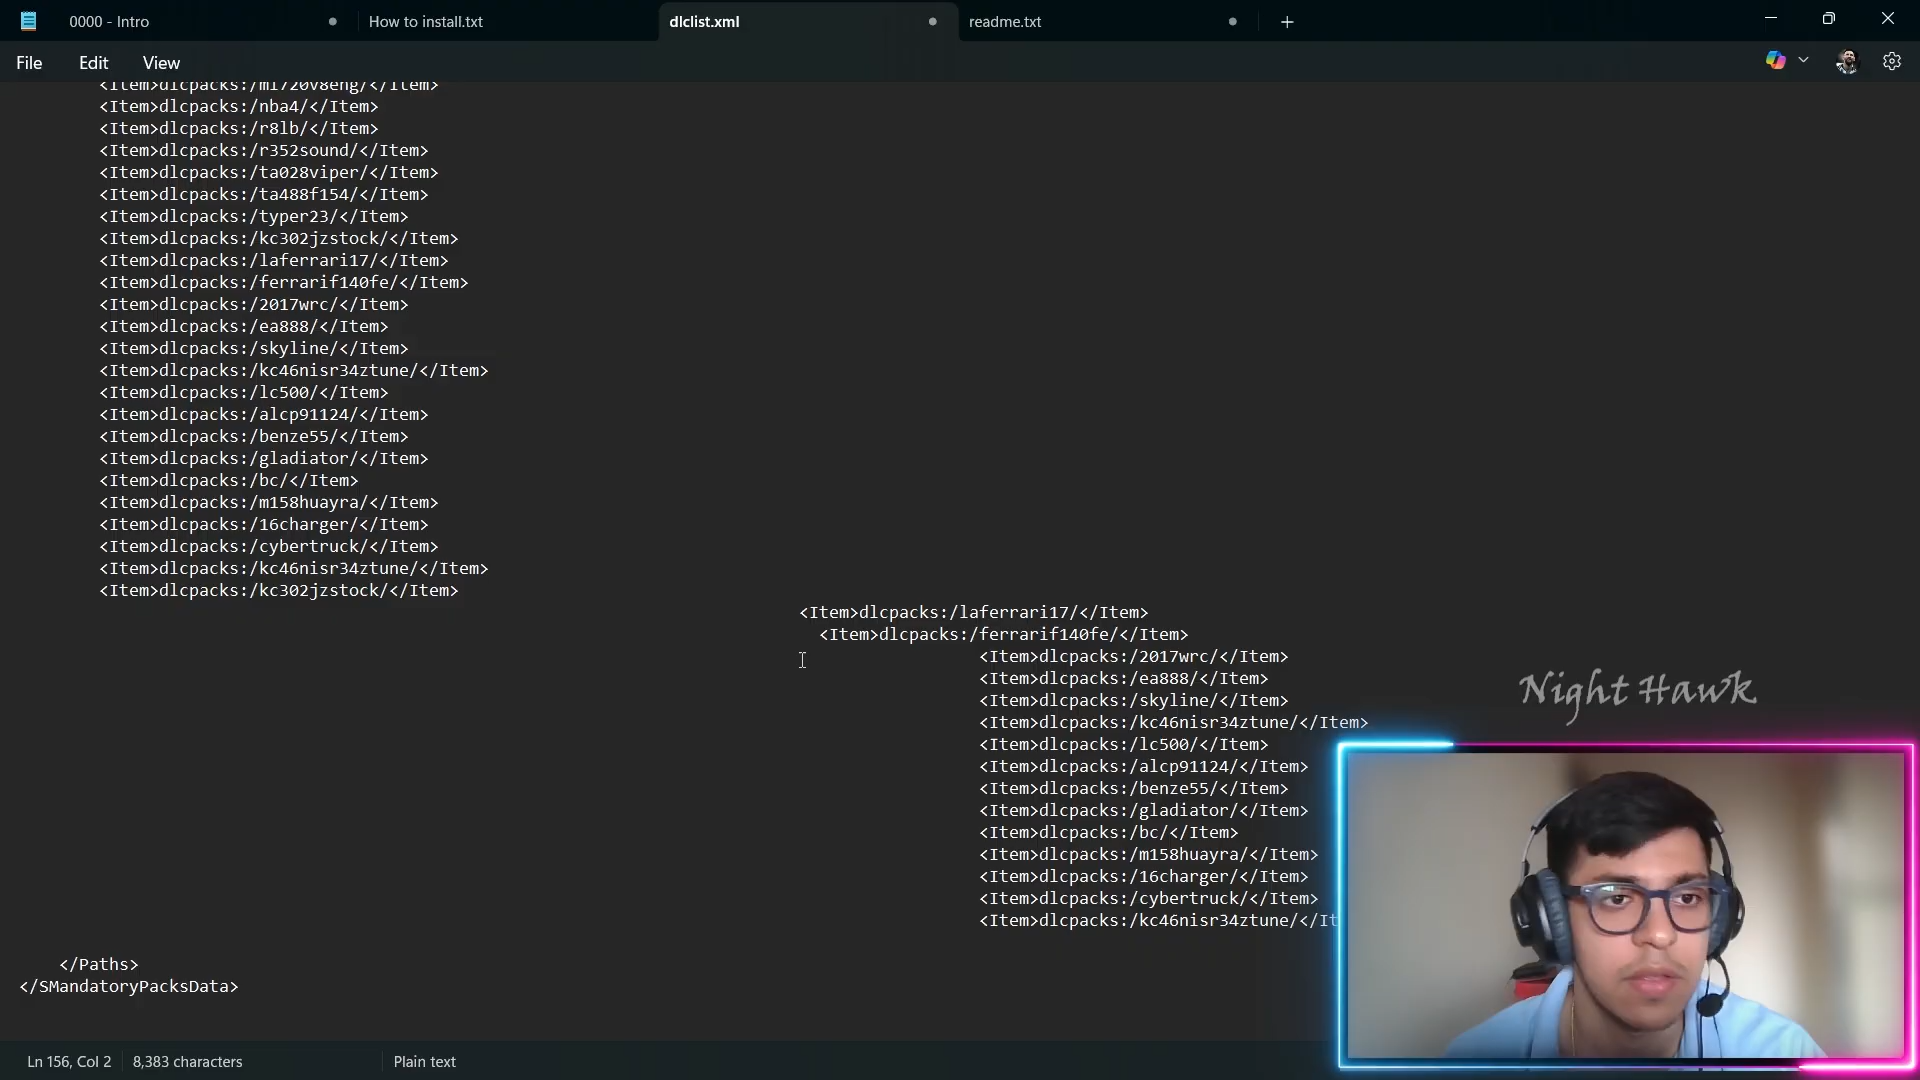 0000 - Intro
How to install.txt
dlclist.xml
readme.txt
File Edit View
<Item>dlcpacks:/m1720v8eng/</Item>
<Item>dlcpacks:/nba4/</Item>
<Item>dlcpacks:/r8lb/</Item>
<Item>dlcpacks:/r352sound/</Item>
<Item>dlcpacks:/ta028viper/</Item>
<Item>dlcpacks:/ta488f154/</Item>
<Item>dlcpacks:/typer23/</Item>
<Item>dlcpacks:/kc302jzstock/</Item>
<Item>dlcpacks:/laferrari17/</Item>
<Item>dlcpacks:/ferrarif140fe/</Item>
<Item>dlcpacks:/2017wrc/</Item>
<Item>dlcpacks:/ea888/</Item>
<Item>dlcpacks:/skyline/</Item>
<Item>dlcpacks:/kc46nisr34ztune/</Item>
<Item>dlcpacks:/lc500/</Item>
<Item>dlcpacks:/alcp91124/</Item>
<Item>dlcpacks:/benze55/</Item>
<Item>dlcpacks:/gladiator/</Item>
<Item>dlcpacks:/bc/</Item>
<Item>dlcpacks:/m158huayra/</Item>
<Item>dlcpacks:/16charger/</Item>
<Item>dlcpacks:/cybertruck/</Item>
<Item>dlcpacks:/kc46nisr34ztune/</Item>
<Item>dlcpacks:/kc302jzstock/</Item>
<Item>dlcpacks:/laferrari17/</Item>
<Item>dlcpacks:/ferrarif140fe/</Item>
<Item>dlcpacks:/2017wrc/</Item>
<Item>dlcpacks:/ea888/</Item>
<Item>dlcpacks:/skyline/</Item>
<Item>dlcpacks:/kc46nisr34ztune/</Item>
<Item>dlcpacks:/lc500/</Item>
<Item>dlcpacks:/alcp91124/</Item>
<Item>dlcpacks:/benze55/</Item>
<Item>dlcpacks:/gladiator/</Item>
<Item>dlcpacks:/bc/</Item>
<Item>dlcpacks:/m158huayra/</Item>
<Item>dlcpacks:/16charger/</Item>
<Item>dlcpacks:/cybertruck/</Item>
<Item>dlcpacks:/kc46nisr34ztune/</It
</Paths>
</SMandatoryPacksData>
Night Hawk
Ln 156, Col 2
8,383 characters
Plain text